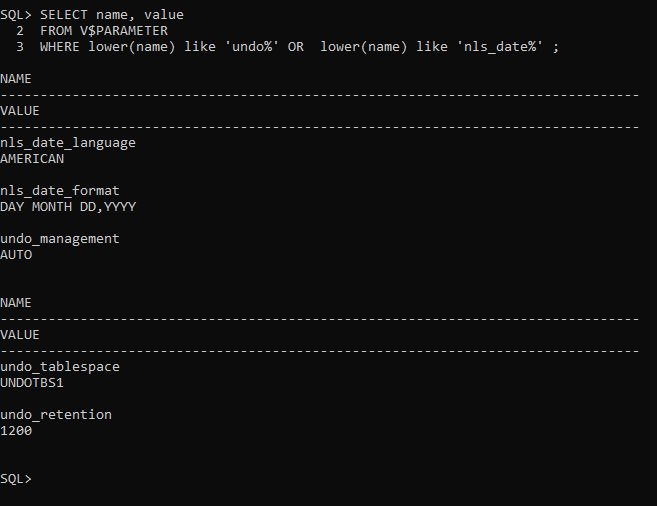 SQL> SELECT name, value
  2  FROM V$PARAMETER
  3  WHERE lower(name) like 'undo%' OR  lower(name) like 'nls_date%' ;
NAME
--------------------------------------------------------------------------------
VALUE
--------------------------------------------------------------------------------
nls_date_language
AMERICAN
nls_date_format
DAY MONTH DD,YYYY
undo_management
AUTO
NAME
--------------------------------------------------------------------------------
VALUE
--------------------------------------------------------------------------------
undo_tablespace
UNDOTBS1
undo_retention
1200
SQL>